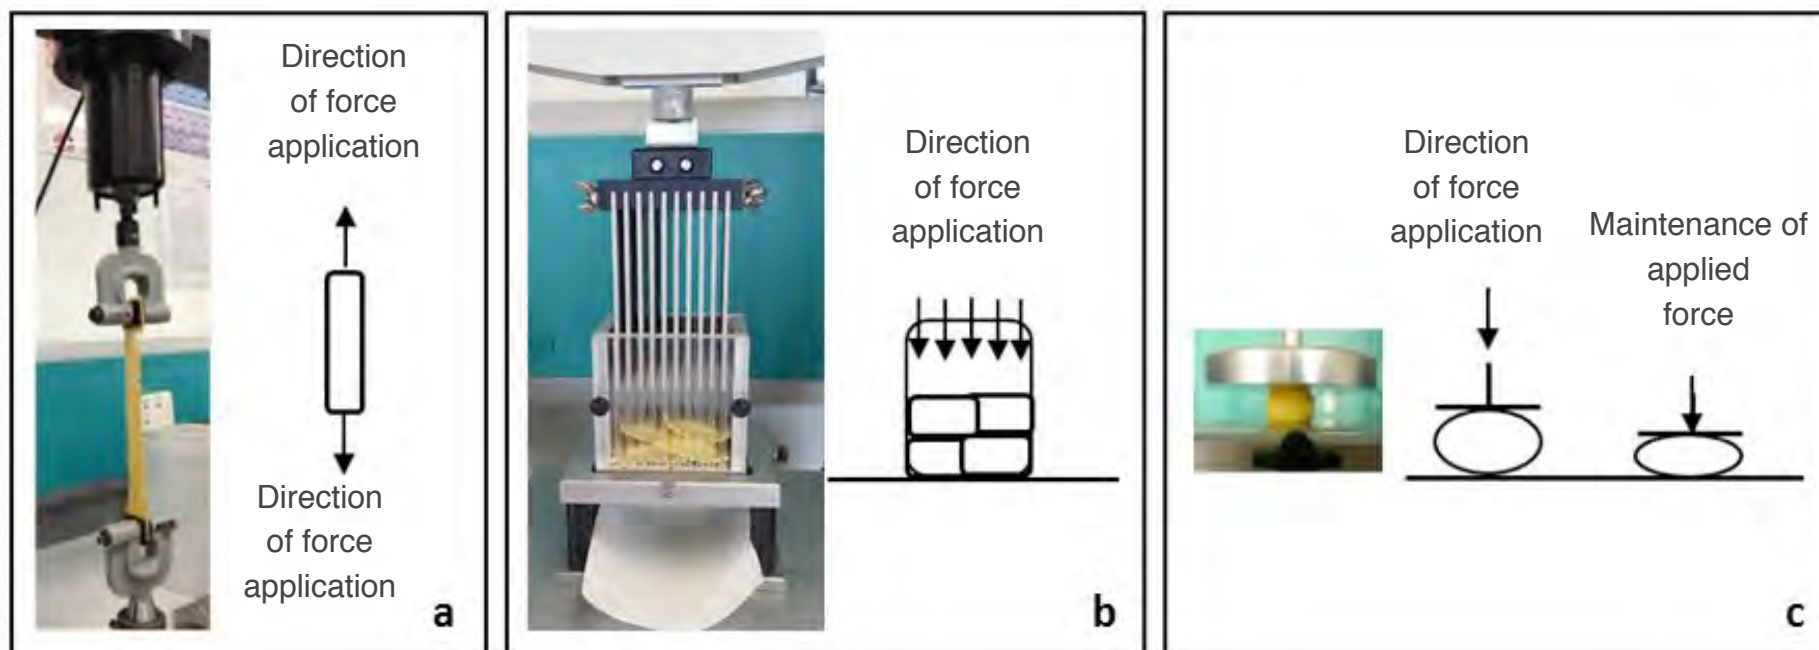 Direction
of force
application
Direction
of force
application
a
Direction
of force
application
b
Direction
of force
application
Maintenance of
applied
force
c